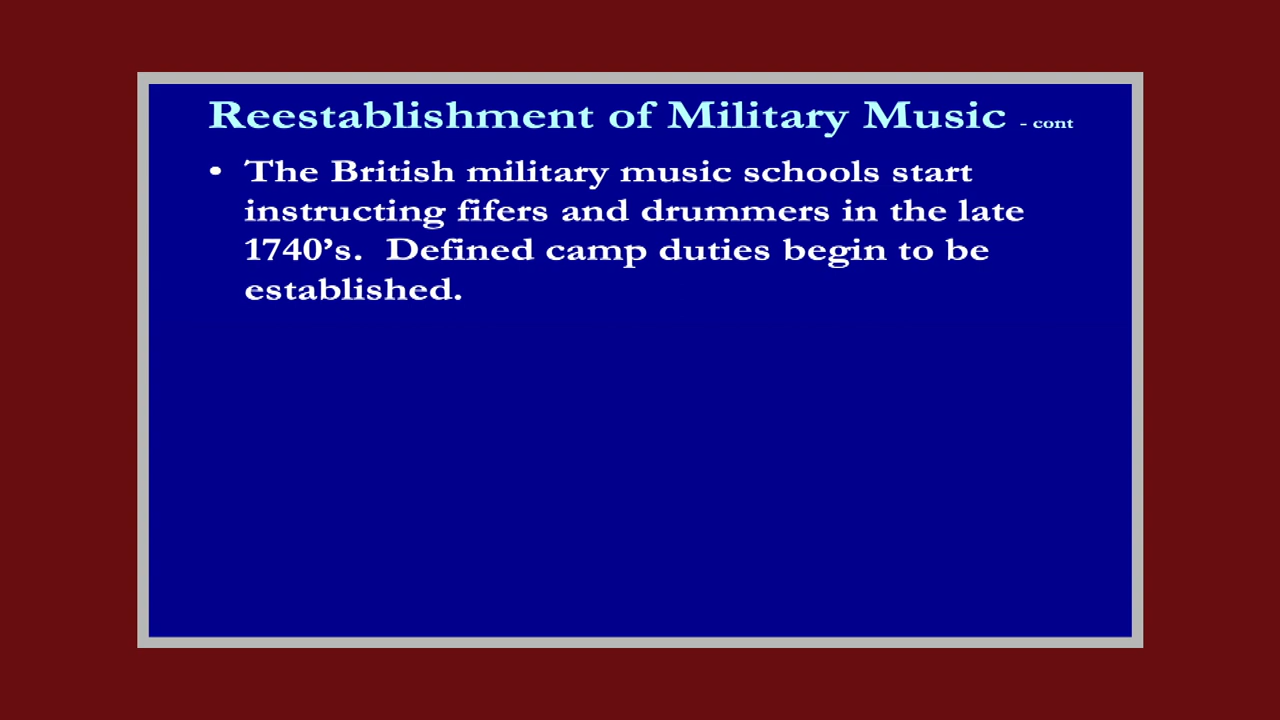 Reestablishment of Military Music - cont
• The British military music schools start
instructing fifers and drummers in the late
1740’s.  Defined camp duties begin to be
established.